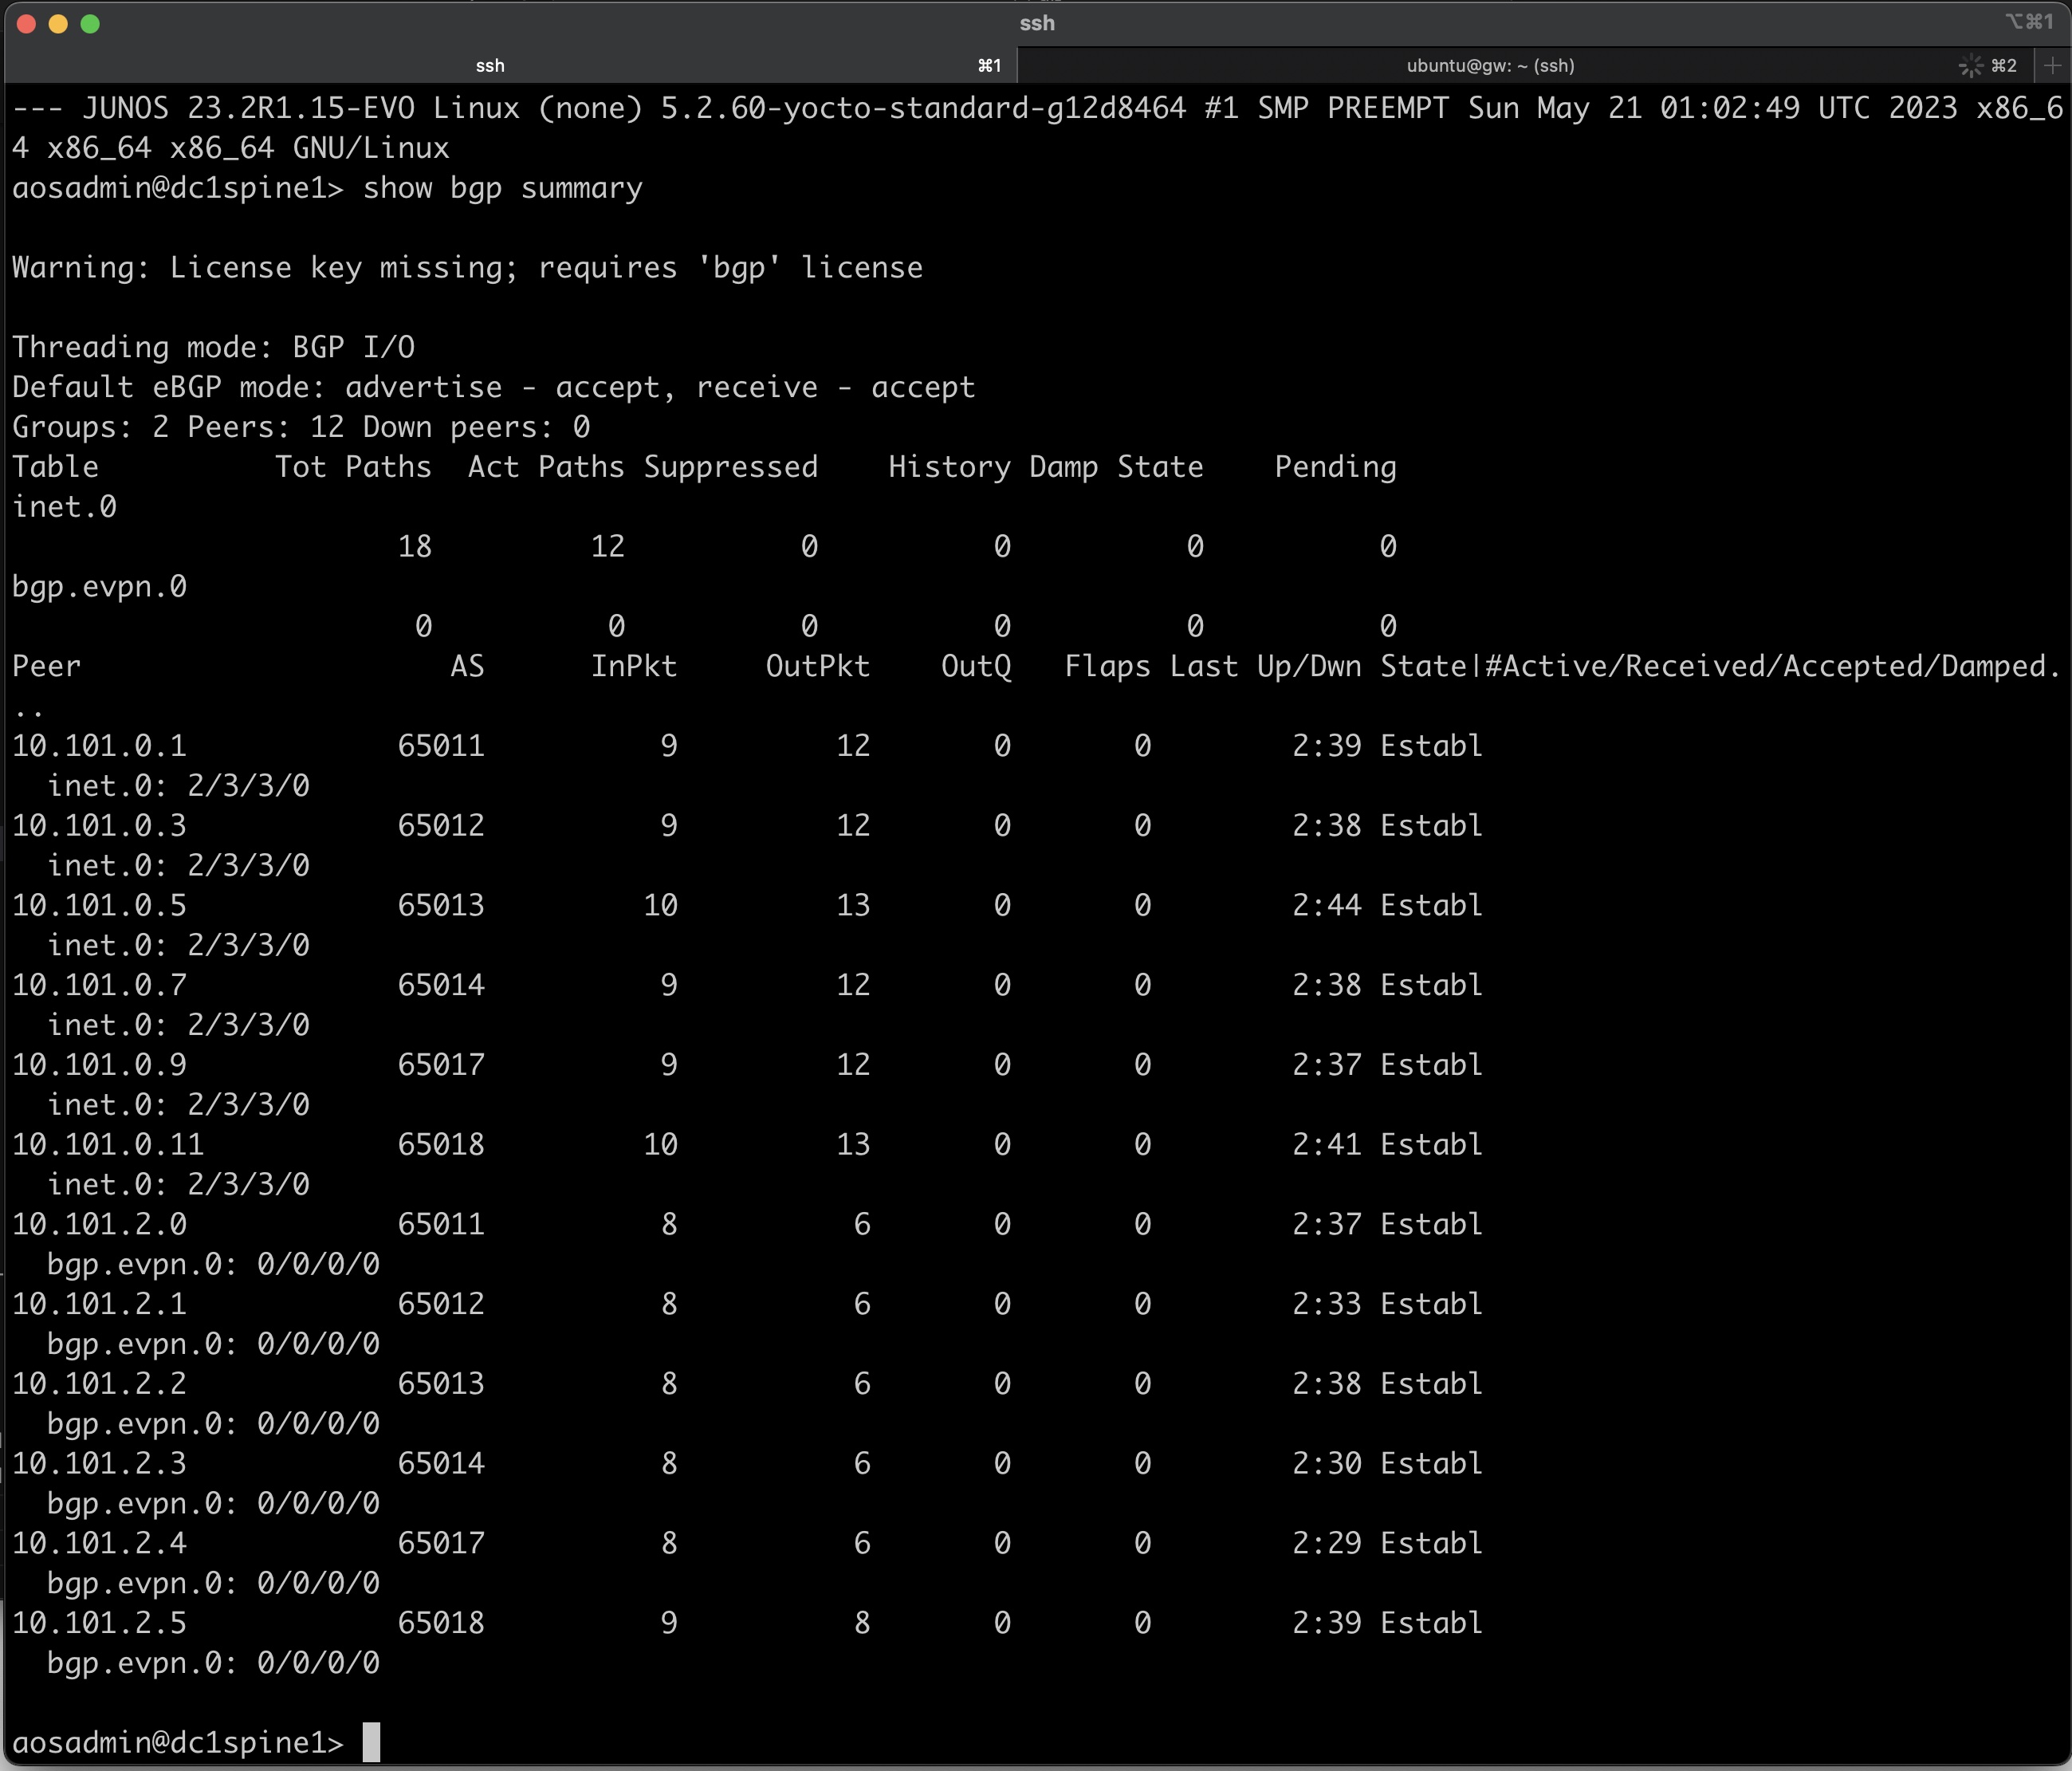 ssh
⌥⌘1
ssh ⌘1 ubuntu@gw: ~ (ssh) ⌘2 +
--- JUNOS 23.2R1.15-EVO Linux (none) 5.2.60-yocto-standard-g12d8464 #1 SMP PREEMPT Sun May 21 01:02:49 UTC 2023 x86_6
4 x86_64 x86_64 GNU/Linux
aosadmin@dc1spine1> show bgp summary
Warning: License key missing; requires 'bgp' license
Threading mode: BGP I/O
Default eBGP mode: advertise - accept, receive - accept
Groups: 2 Peers: 12 Down peers: 0
Table          Tot Paths  Act Paths Suppressed    History Damp State    Pending
inet.0
                      18         12          0          0          0          0
bgp.evpn.0
                       0          0          0          0          0          0
Peer                     AS      InPkt     OutPkt    OutQ   Flaps Last Up/Dwn State|#Active/Received/Accepted/Damped.
..
10.101.0.1            65011          9         12       0       0        2:39 Establ
  inet.0: 2/3/3/0
10.101.0.3            65012          9         12       0       0        2:38 Establ
  inet.0: 2/3/3/0
10.101.0.5            65013         10         13       0       0        2:44 Establ
  inet.0: 2/3/3/0
10.101.0.7            65014          9         12       0       0        2:38 Establ
  inet.0: 2/3/3/0
10.101.0.9            65017          9         12       0       0        2:37 Establ
  inet.0: 2/3/3/0
10.101.0.11           65018         10         13       0       0        2:41 Establ
  inet.0: 2/3/3/0
10.101.2.0            65011          8          6       0       0        2:37 Establ
  bgp.evpn.0: 0/0/0/0
10.101.2.1            65012          8          6       0       0        2:33 Establ
  bgp.evpn.0: 0/0/0/0
10.101.2.2            65013          8          6       0       0        2:38 Establ
  bgp.evpn.0: 0/0/0/0
10.101.2.3            65014          8          6       0       0        2:30 Establ
  bgp.evpn.0: 0/0/0/0
10.101.2.4            65017          8          6       0       0        2:29 Establ
  bgp.evpn.0: 0/0/0/0
10.101.2.5            65018          9          8       0       0        2:39 Establ
  bgp.evpn.0: 0/0/0/0
aosadmin@dc1spine1>